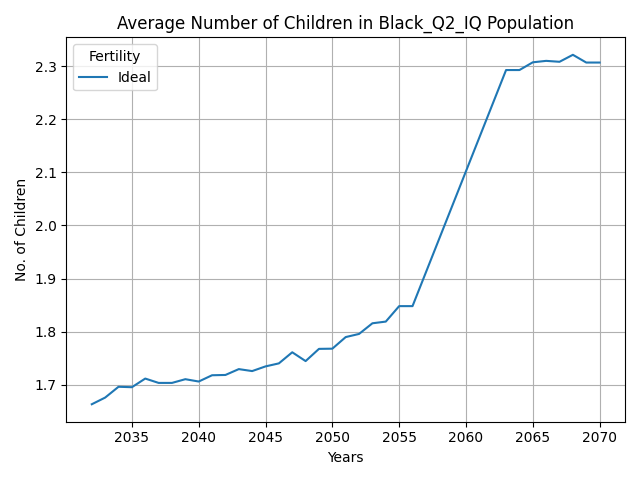 Average Number of Children in Black_Q2_IQ Population
Fertility
Ideal
No. of Children
2.3
2.2
2.1
2.0
1.9
1.8
1.7
2035 2040 2045 2050 2055 2060 2065 2070
Years